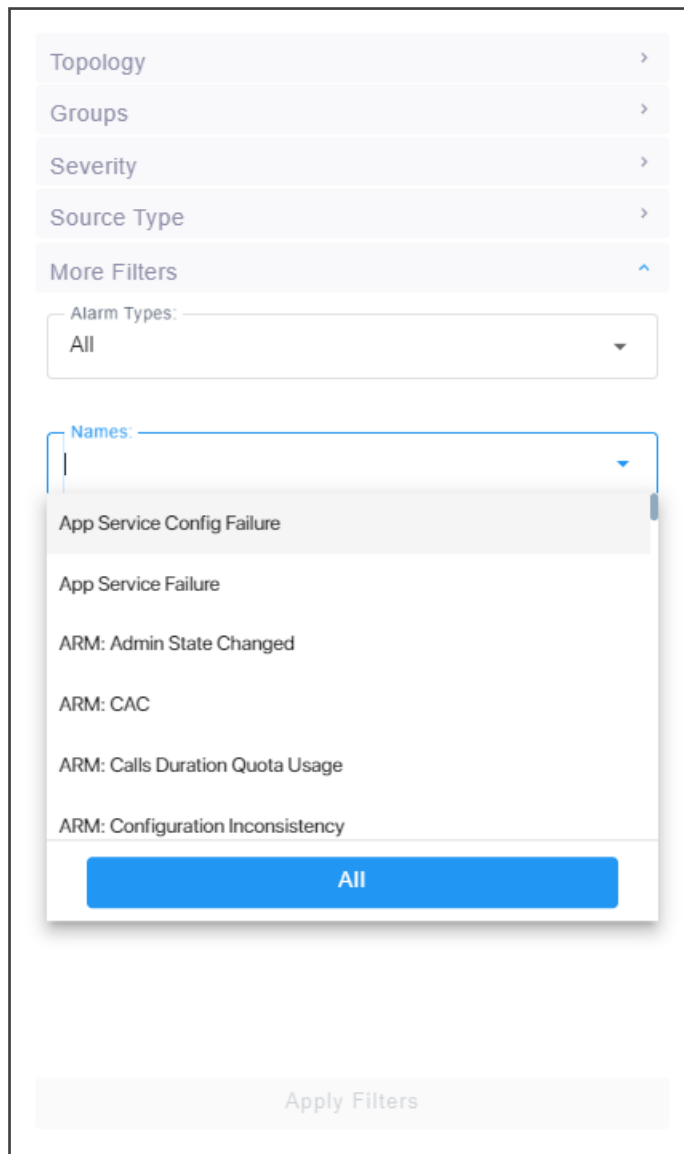 Topology
Groups
Severity
Source Type
More Filters
Alarm Types:
All
Names:
App Service Config Failure
App Service Failure
ARM: Admin State Changed
ARM: CAC
ARM: Calls Duration Quota Usage
ARM: Configuration Inconsistency
All
Apply Filters